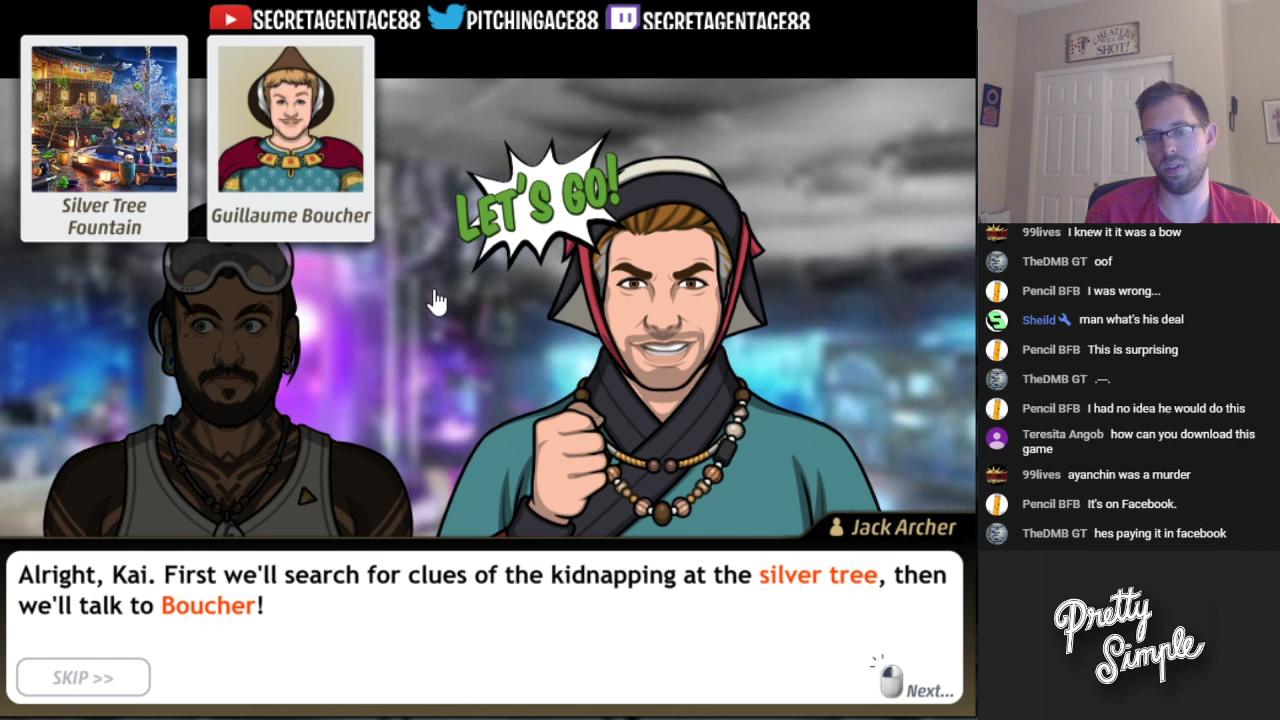 SECRETAGENTACE88 PITCHINGACE88 SECRETAGENTACE88
CHEATERS
WILL BE
SHOT!
Silver Tree
Fountain
Guillaume Boucher
LET'S GO!
Jack Archer
Alright, Kai. First we'll search for clues of the kidnapping at the silver tree, then
we'll talk to Boucher!
SKIP >>
Next...
99lives I knew it it was a bow
TheDMB GT oof
Pencil BFB I was wrong...
Sheild man what's his deal
Pencil BFB This is surprising
TheDMB GT .—.
Pencil BFB I had no idea he would do this
Teresita Angob how can you download this
game
99lives ayanchin was a murder
Pencil BFB It's on Facebook.
TheDMB GT hes paying it in facebook
Pretty
Simple